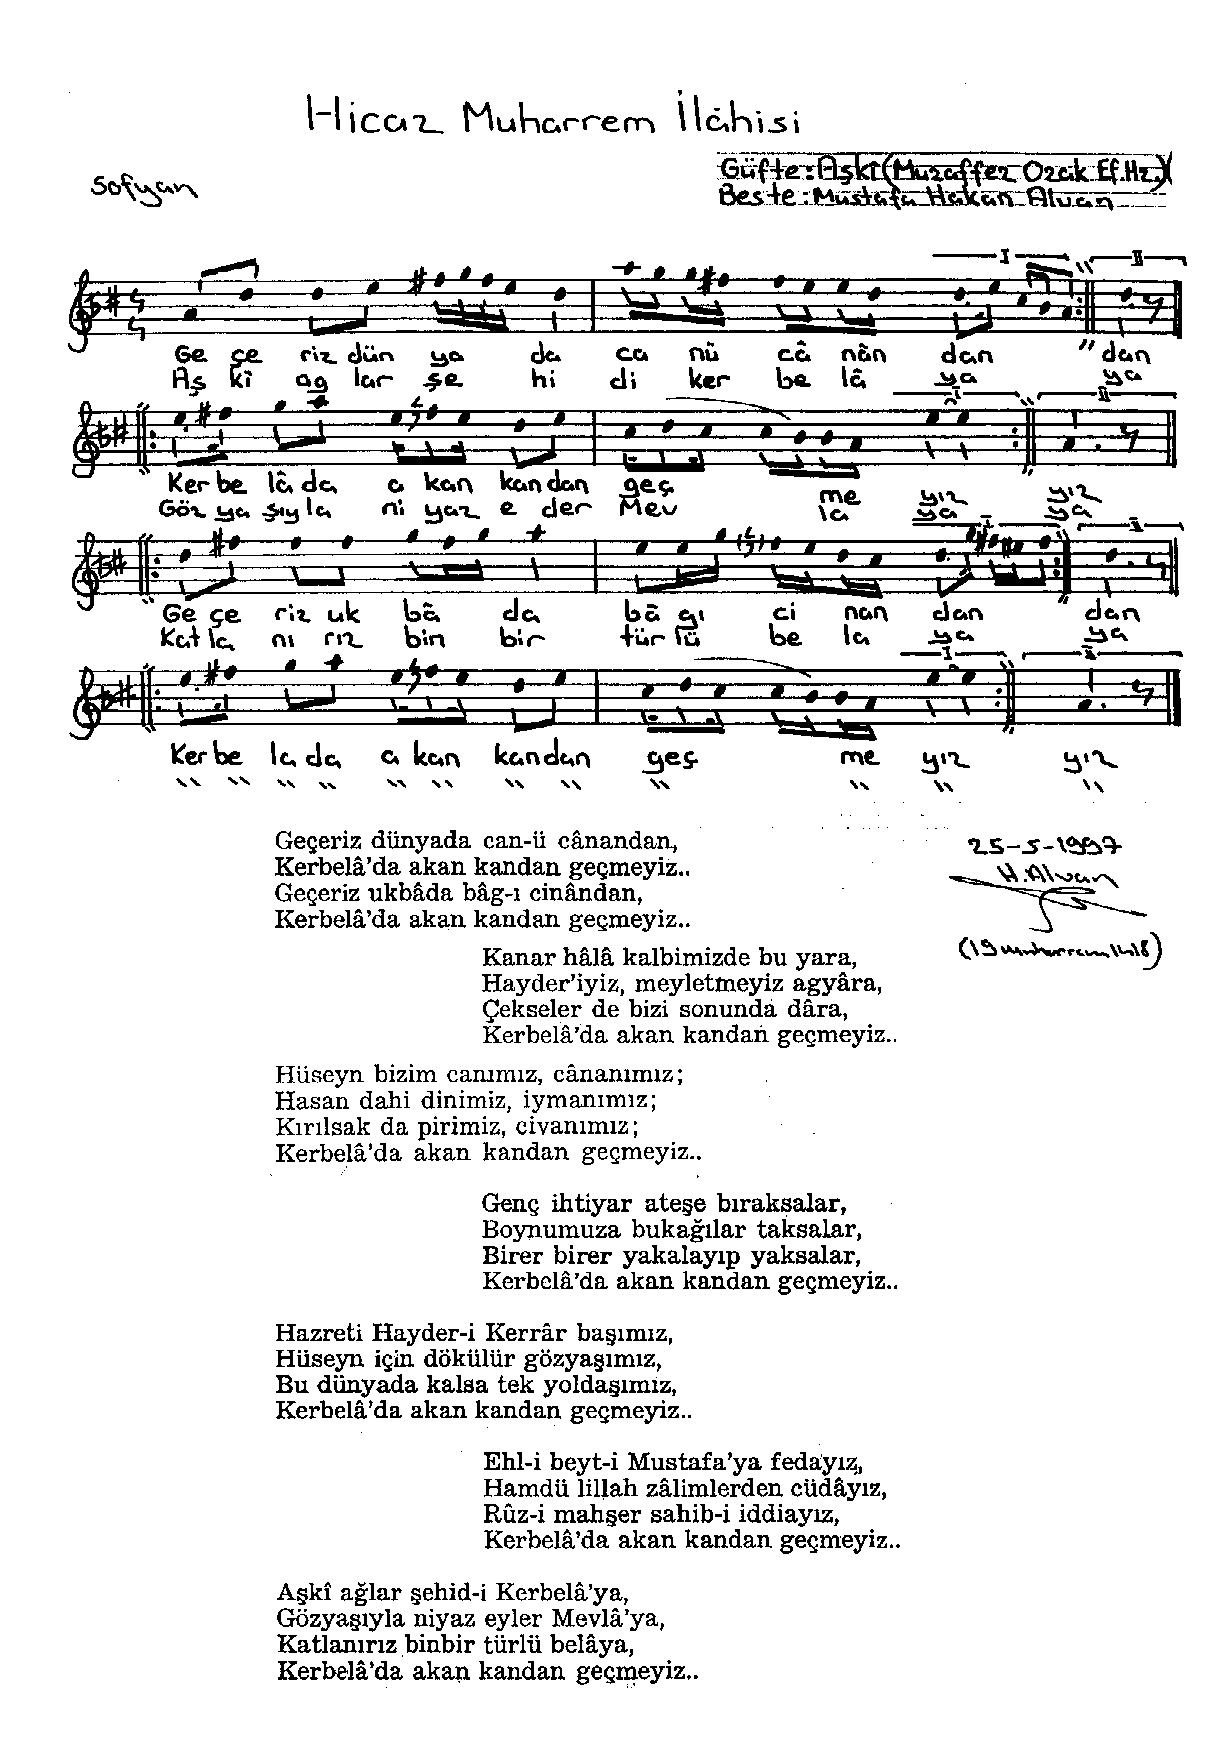 Hicaz Muharrem İlâhisi
Sofyan
Güfte: Aşkî (Muzaffer Ozak Ef. Hz.)
Beste: Mustafa Hakan Alvan
I II
Ge çe riz dün ya da ca nü câ nân dan " dan
Aş kî ag lar şe hi di ker be lâ ya ya
I II
Ker be lâ da a kan kan dan geç me yız yız
Göz ya şıy la ni yaz e der Mev la ya ya
Ge çe riz uk bâ da bâ gı ci nan dan " dan
Kat la nı rız bin bir tür lü be la ya ya
I II
Ker be la da a kan kan dan geç me yız yız
Geçeriz dünyada can-ü cânandan,
Kerbelâ'da akan kandan geçmeyiz..
Geçeriz ukbâda bâg-ı cinândan,
Kerbelâ'da akan kandan geçmeyiz..
25-5-1997
H. Alvan
(19 Muharrem 1418)
Kanar hâlâ kalbimizde bu yara,
Hayder'iyiz, meyletmeyiz agyâra,
Çekseler de bizi sonunda dâra,
Kerbelâ'da akan kandan geçmeyiz..
Hüseyn bizim canımız, cânanımız;
Hasan dahi dinimiz, iymanımız;
Kırılsak da pirimiz, civanımız;
Kerbelâ'da akan kandan geçmeyiz..
Genç ihtiyar ateşe bıraksalar,
Boynumuza bukağılar taksalar,
Birer birer yakalayıp yaksalar,
Kerbelâ'da akan kandan geçmeyiz..
Hazreti Hayder-i Kerrâr başımız,
Hüseyn için dökülür gözyaşımız,
Bu dünyada kalsa tek yoldaşımız,
Kerbelâ'da akan kandan geçmeyiz..
Ehl-i beyt-i Mustafa'ya fedayız,
Hamdü lillah zâlimlerden cüdâyız,
Rûz-i mahşer sahib-i iddiayız,
Kerbelâ'da akan kandan geçmeyiz..
Aşkî ağlar şehid-i Kerbelâ'ya,
Gözyaşıyla niyaz eyler Mevlâ'ya,
Katlanırız binbir türlü belâya,
Kerbelâ'da akan kandan geçmeyiz..